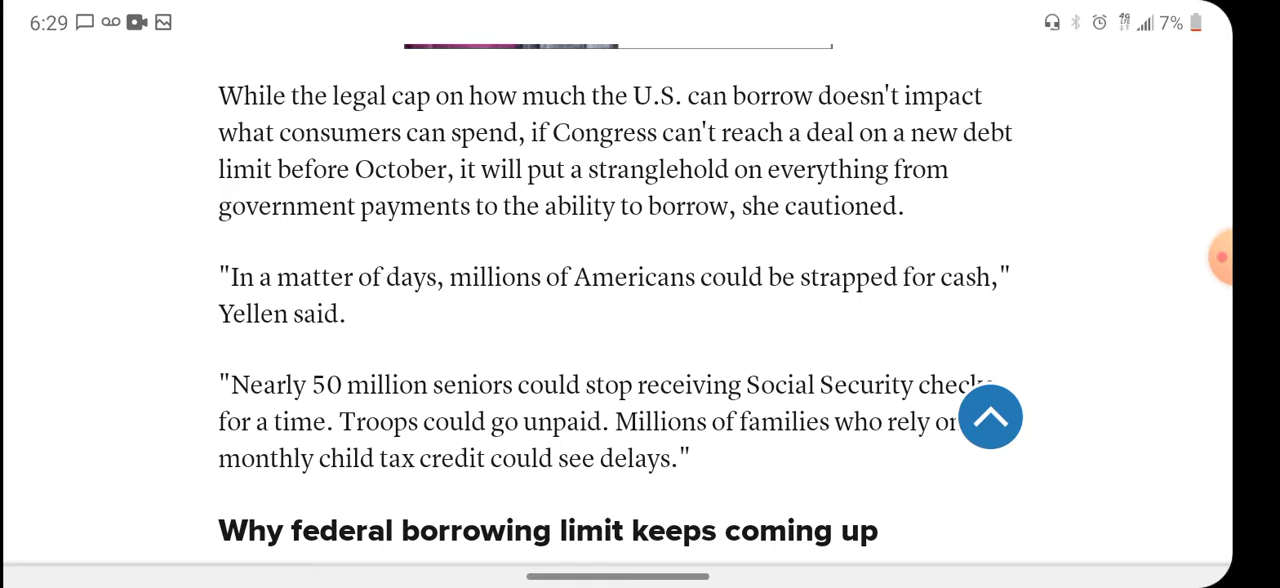 6:29
7%
While the legal cap on how much the U.S. can borrow doesn't impact
what consumers can spend, if Congress can't reach a deal on a new debt
limit before October, it will put a stranglehold on everything from
government payments to the ability to borrow, she cautioned.
"In a matter of days, millions of Americans could be strapped for cash,"
Yellen said.
"Nearly 50 million seniors could stop receiving Social Security
for a time. Troops could go unpaid. Millions of families who rely
monthly child tax credit could see delays."
Why federal borrowing limit keeps coming up